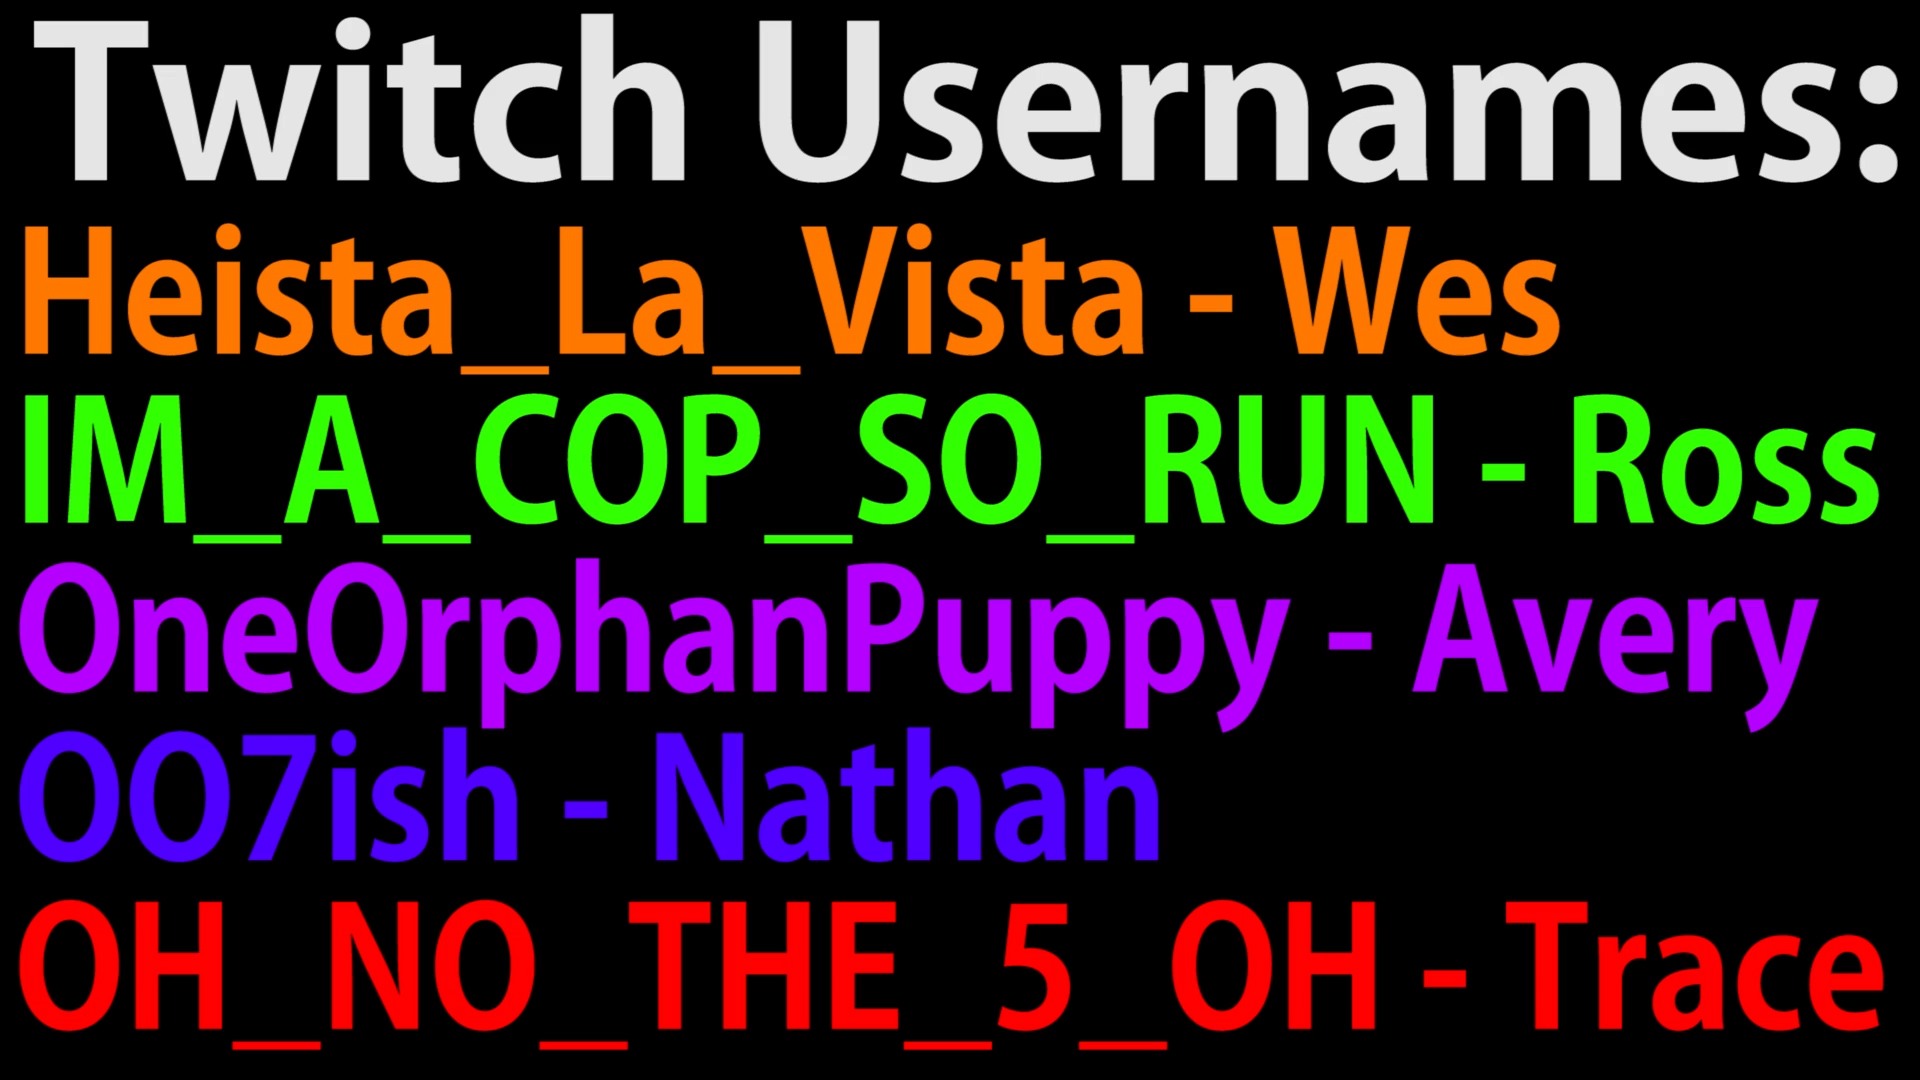 Twitch Usernames:
Heista_La_Vista - Wes
IM_A_COP_SO_RUN - Ross
OneOrphanPuppy - Avery
OO7ish - Nathan
OH_NO_THE_5_OH - Trace